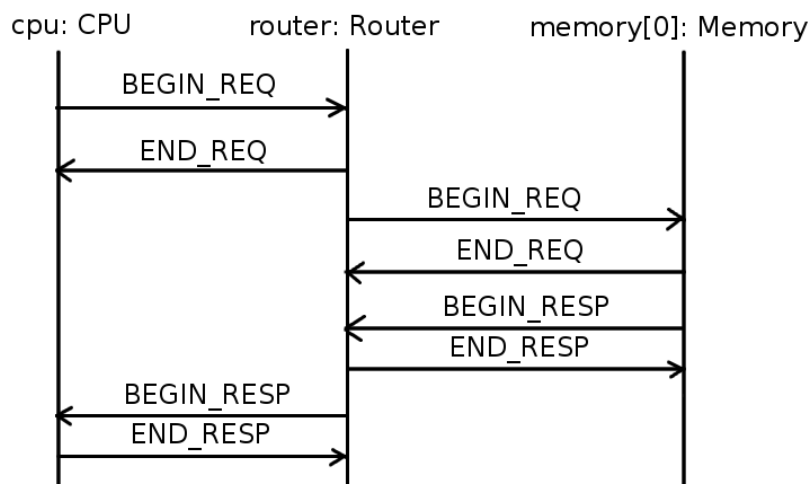 cpu: CPU router: Router memory[0]: Memory
BEGIN_REQ
END_REQ
BEGIN_REQ
END_REQ
BEGIN_RESP
END_RESP
BEGIN_RESP
END_RESP